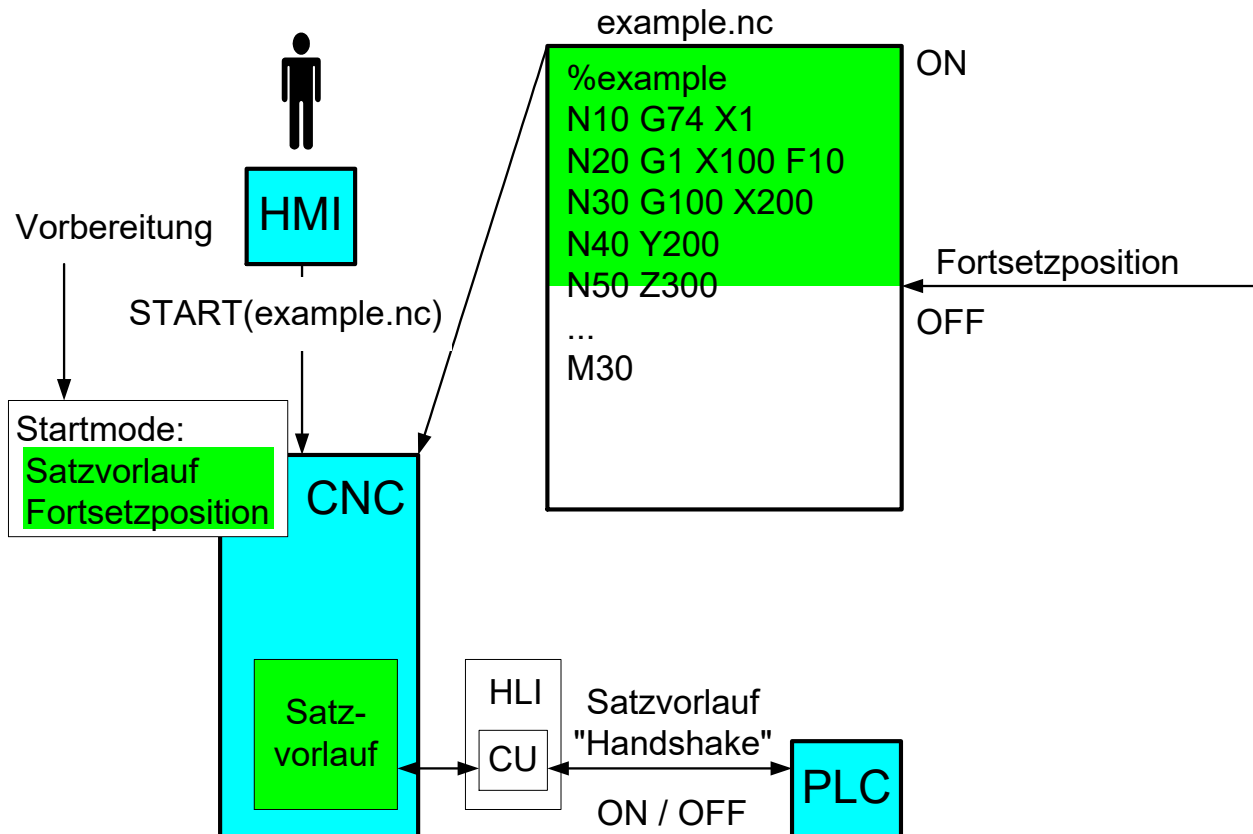 example.nc
ON
%example
N10 G74 X1
N20 G1 X100 F10
N30 G100 X200
N40 Y200
N50 Z300
...
M30
HMI
Vorbereitung
Fortsetzposition
START(example.nc)
OFF
Startmode:
Satzvorlauf
Fortsetzposition
CNC
Satz-
vorlauf
HLI
CU
Satzvorlauf
"Handshake"
PLC
ON / OFF